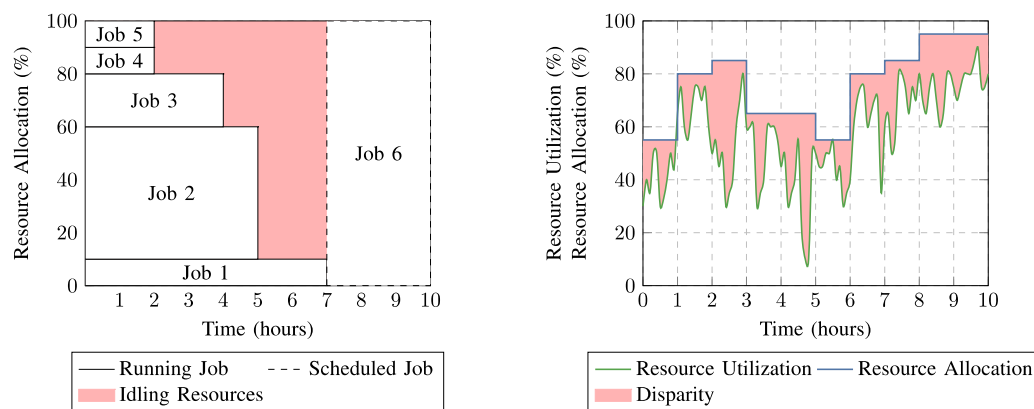 Resource Allocation (%)
100
80
60
40
20
0
Job 5
Job 4
Job 3
Job 2
Job 1
Job 6
1 2 3 4 5 6 7 8 9 10
Time (hours)
Running Job
Scheduled Job
Idling Resources
Resource Utilization (%)
Resource Allocation (%)
100
80
60
40
20
0
0 1 2 3 4 5 6 7 8 9 10
Time (hours)
Resource Utilization
Resource Allocation
Disparity